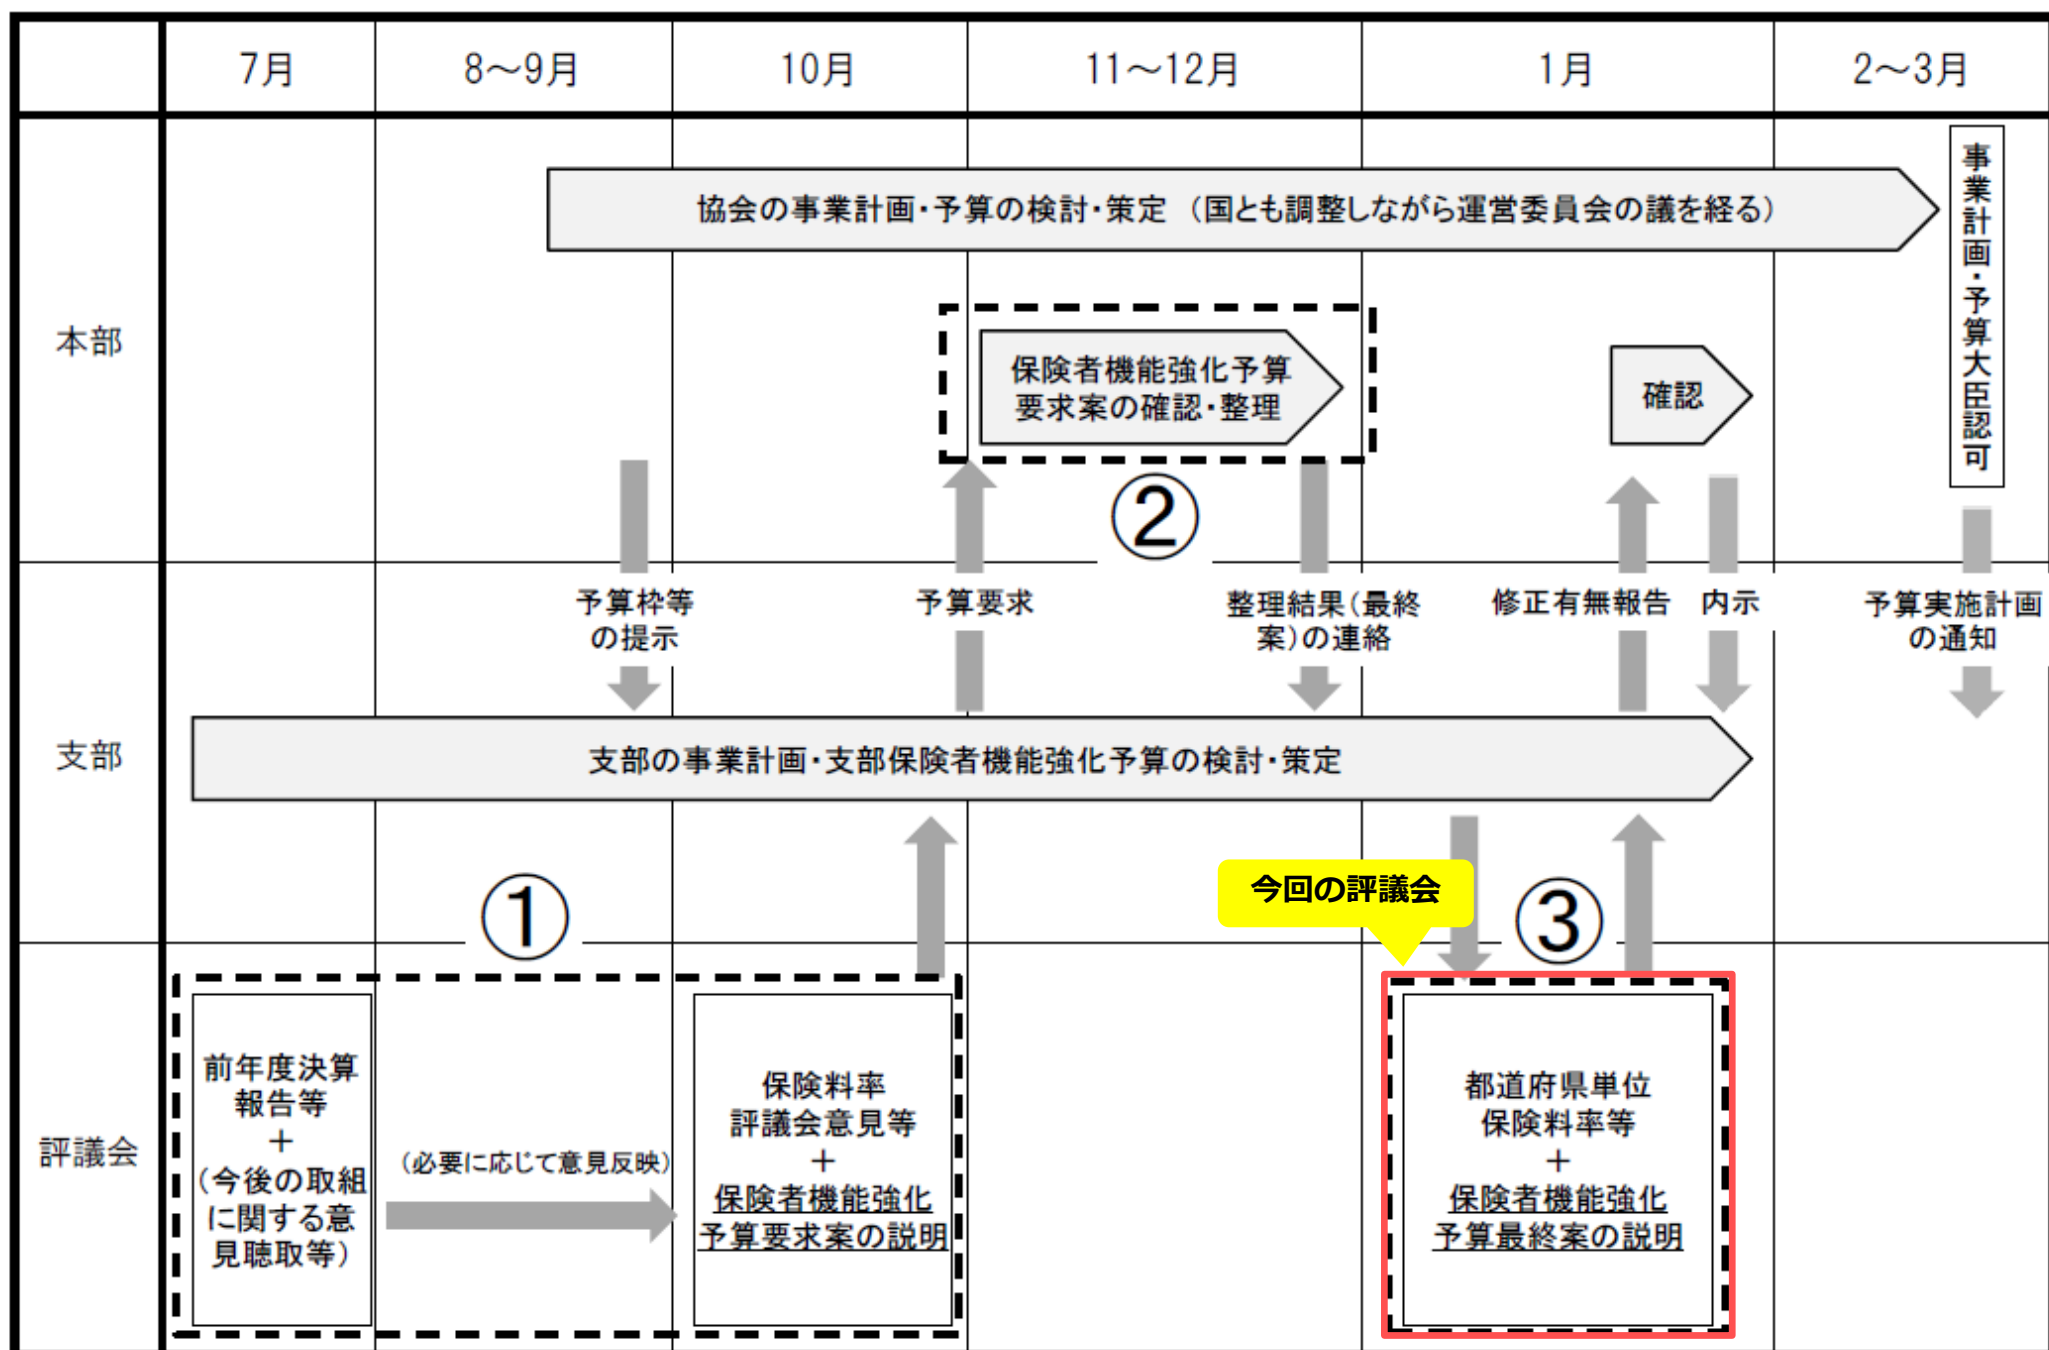 7月
8～9月
10月
11～12月
1月
2～3月
本部
協会の事業計画・予算の検討・策定 （国とも調整しながら運営委員会の議を経る）
事業計画・予算大臣認可
保険者機能強化予算
要求案の確認・整理
確認
②
予算枠等
の提示
予算要求
整理結果（最終
案）の連絡
修正有無報告
内示
予算実施計画
の通知
支部
支部の事業計画・支部保険者機能強化予算の検討・策定
今回の評議会
①
③
評議会
前年度決算
報告等
＋
（今後の取組
に関する意
見聴取等）
（必要に応じて意見反映）
保険料率
評議会意見等
＋
保険者機能強化
予算要求案の説明
都道府県単位
保険料率等
＋
保険者機能強化
予算最終案の説明